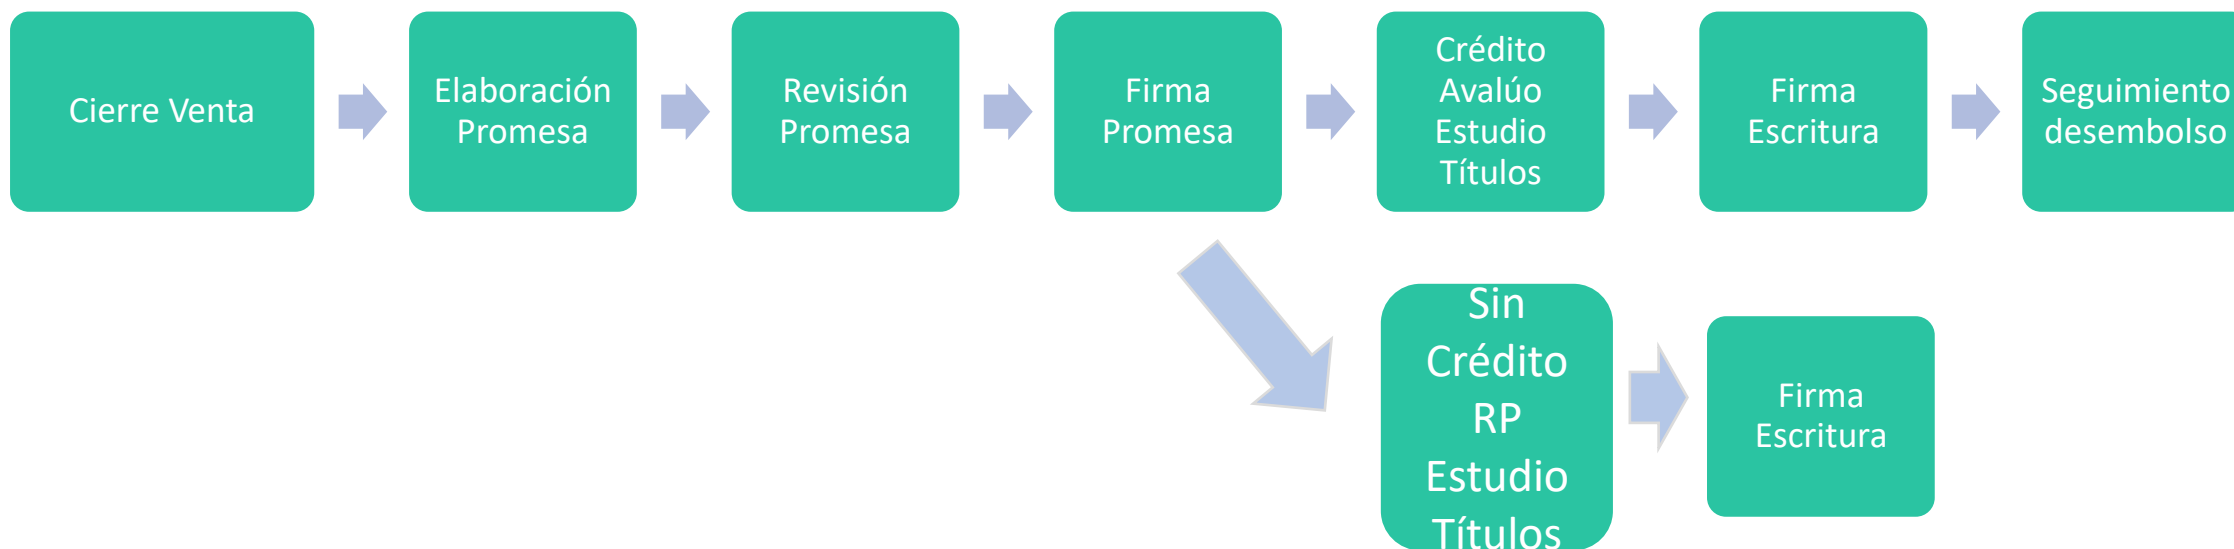 Cierre Venta
Elaboración
Promesa
Revisión
Promesa
Firma
Promesa
Crédito
Avalúo
Estudio
Títulos
Firma
Escritura
Seguimiento
desembolso
Sin
Crédito
RP
Estudio
Títulos
Firma
Escritura